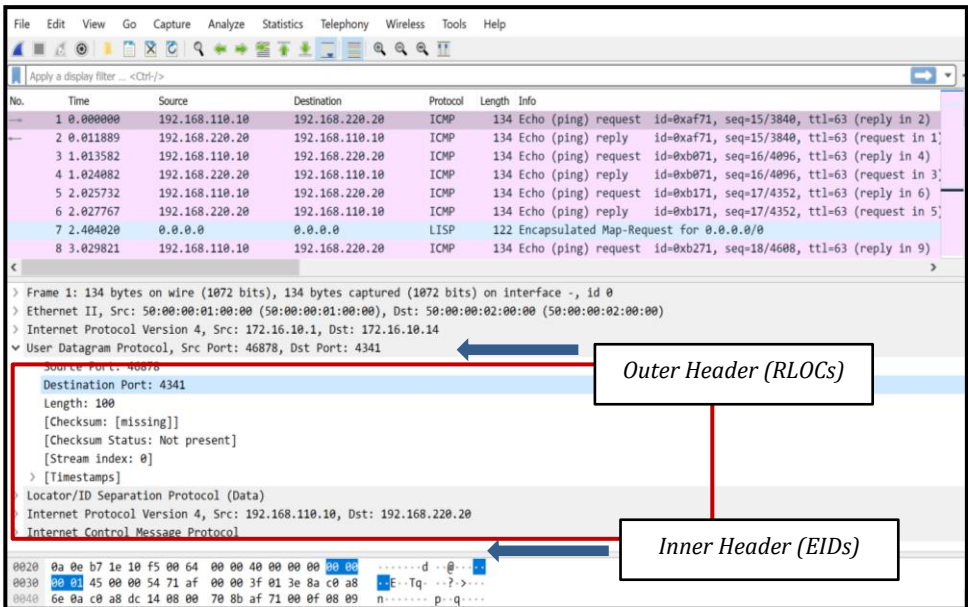 File Edit View Go Capture Analyze Statistics Telephony Wireless Tools Help
Apply a display filter ... <Ctrl-/>
No. Time Source Destination Protocol Length Info
1 0.000000 192.168.110.10 192.168.220.20 ICMP 134 Echo (ping) request id=0xaf71, seq=15/3840, ttl=63 (reply in 2)
2 0.011889 192.168.220.20 192.168.110.10 ICMP 134 Echo (ping) reply id=0xaf71, seq=15/3840, ttl=63 (request in 1)
3 1.013582 192.168.110.10 192.168.220.20 ICMP 134 Echo (ping) request id=0xb071, seq=16/4096, ttl=63 (reply in 4)
4 1.024082 192.168.220.20 192.168.110.10 ICMP 134 Echo (ping) reply id=0xb071, seq=16/4096, ttl=63 (request in 3)
5 2.025732 192.168.110.10 192.168.220.20 ICMP 134 Echo (ping) request id=0xb171, seq=17/4352, ttl=63 (reply in 6)
6 2.027767 192.168.220.20 192.168.110.10 ICMP 134 Echo (ping) reply id=0xb171, seq=17/4352, ttl=63 (request in 5)
7 2.404020 0.0.0.0 0.0.0.0 LISP 122 Encapsulated Map-Request for 0.0.0.0/0
8 3.029821 192.168.110.10 192.168.220.20 ICMP 134 Echo (ping) request id=0xb271, seq=18/4608, ttl=63 (reply in 9)
Frame 1: 134 bytes on wire (1072 bits), 134 bytes captured (1072 bits) on interface -, id 0
Ethernet II, Src: 50:00:00:01:00:00 (50:00:00:01:00:00), Dst: 50:00:00:02:00:00 (50:00:00:02:00:00)
Internet Protocol Version 4, Src: 172.16.10.1, Dst: 172.16.10.14
User Datagram Protocol, Src Port: 46878, Dst Port: 4341
Source Port: 46878
Outer Header (RLOCs)
Destination Port: 4341
Length: 100
[Checksum: [missing]]
[Checksum Status: Not present]
[Stream index: 0]
[Timestamps]
Locator/ID Separation Protocol (Data)
Internet Protocol Version 4, Src: 192.168.110.10, Dst: 192.168.220.20
Internet Control Message Protocol
Inner Header (EIDs)
0020 0a 0e b7 1e 10 f5 00 64 00 00 40 00 00 00 00 00 ·······d ··@·····
0030 00 01 45 00 00 54 71 af 00 00 3f 01 3e 8a c0 a8 ··E··Tq· ··?·>···
0040 6e 0a c0 a8 dc 14 08 00 70 8b af 71 00 0f 08 09 n······· p··q····